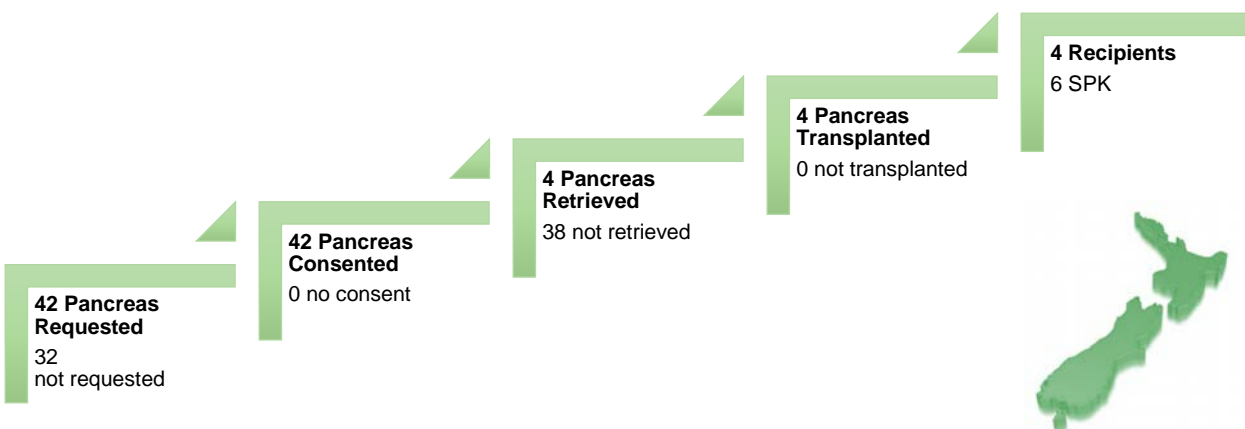 42 Pancreas
Requested
32
not requested
42 Pancreas
Consented
0 no consent
4 Pancreas
Retrieved
38 not retrieved
4 Pancreas
Transplanted
0 not transplanted
4 Recipients
6 SPK